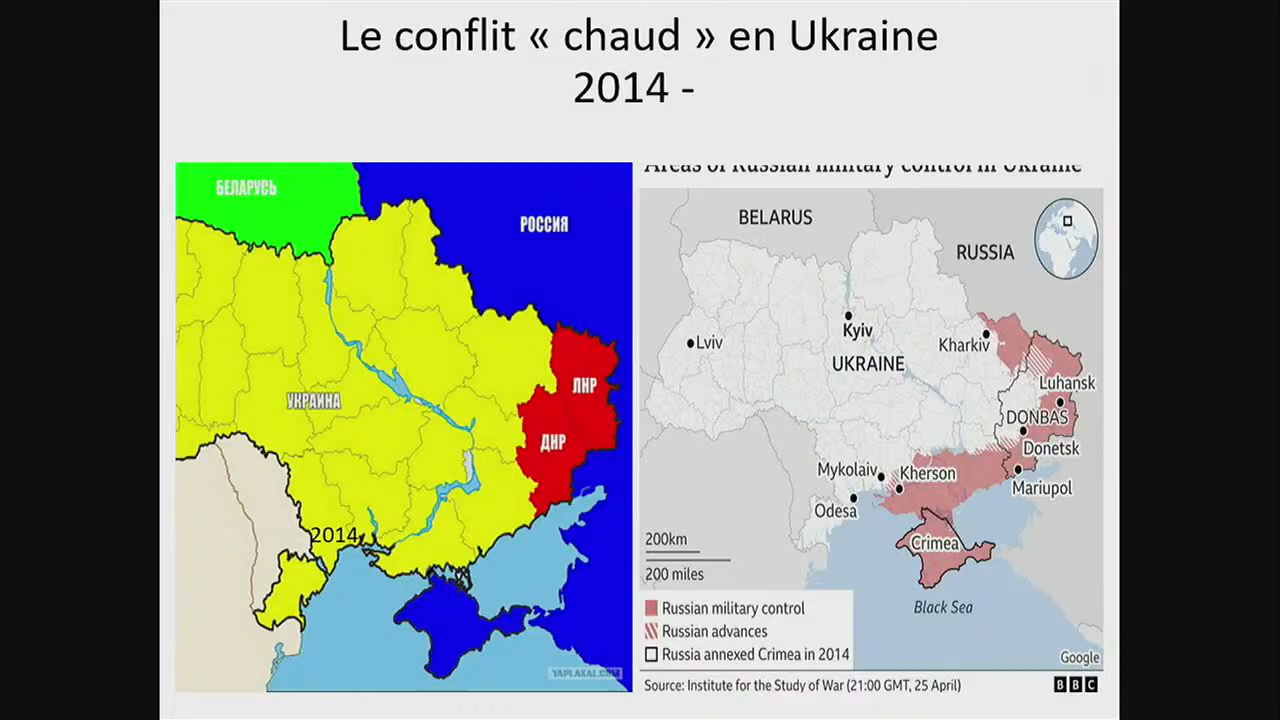 Le conflit « chaud » en Ukraine
2014 -
БЕЛАРУСЬ
РОССИЯ
УКРАИНА
ЛНР
ДНР
2014
YAPLAKAL.COM
Areas of Russian military control in Ukraine
BELARUS
RUSSIA
Kyiv
Lviv
Kharkiv
UKRAINE
Luhansk
DONBAS
Donetsk
Mykolaiv
Kherson
Mariupol
Odesa
200km
Crimea
200 miles
Black Sea
Russian military control
Russian advances
Russia annexed Crimea in 2014
Google
Source: Institute for the Study of War (21:00 GMT, 25 April)
BBC